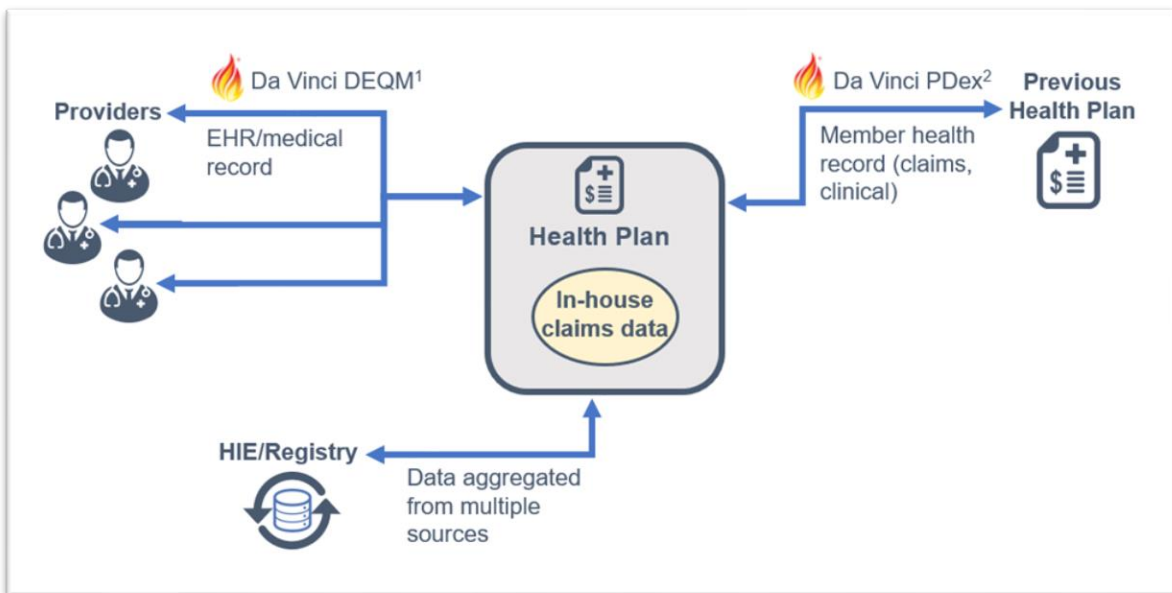 Da Vinci DEQM¹
Providers
EHR/medical
record
Da Vinci PDex²
Previous
Health Plan
Member health
record (claims,
clinical)
$
$
Health Plan
In-house
claims data
HIE/Registry
Data aggregated
from multiple
sources